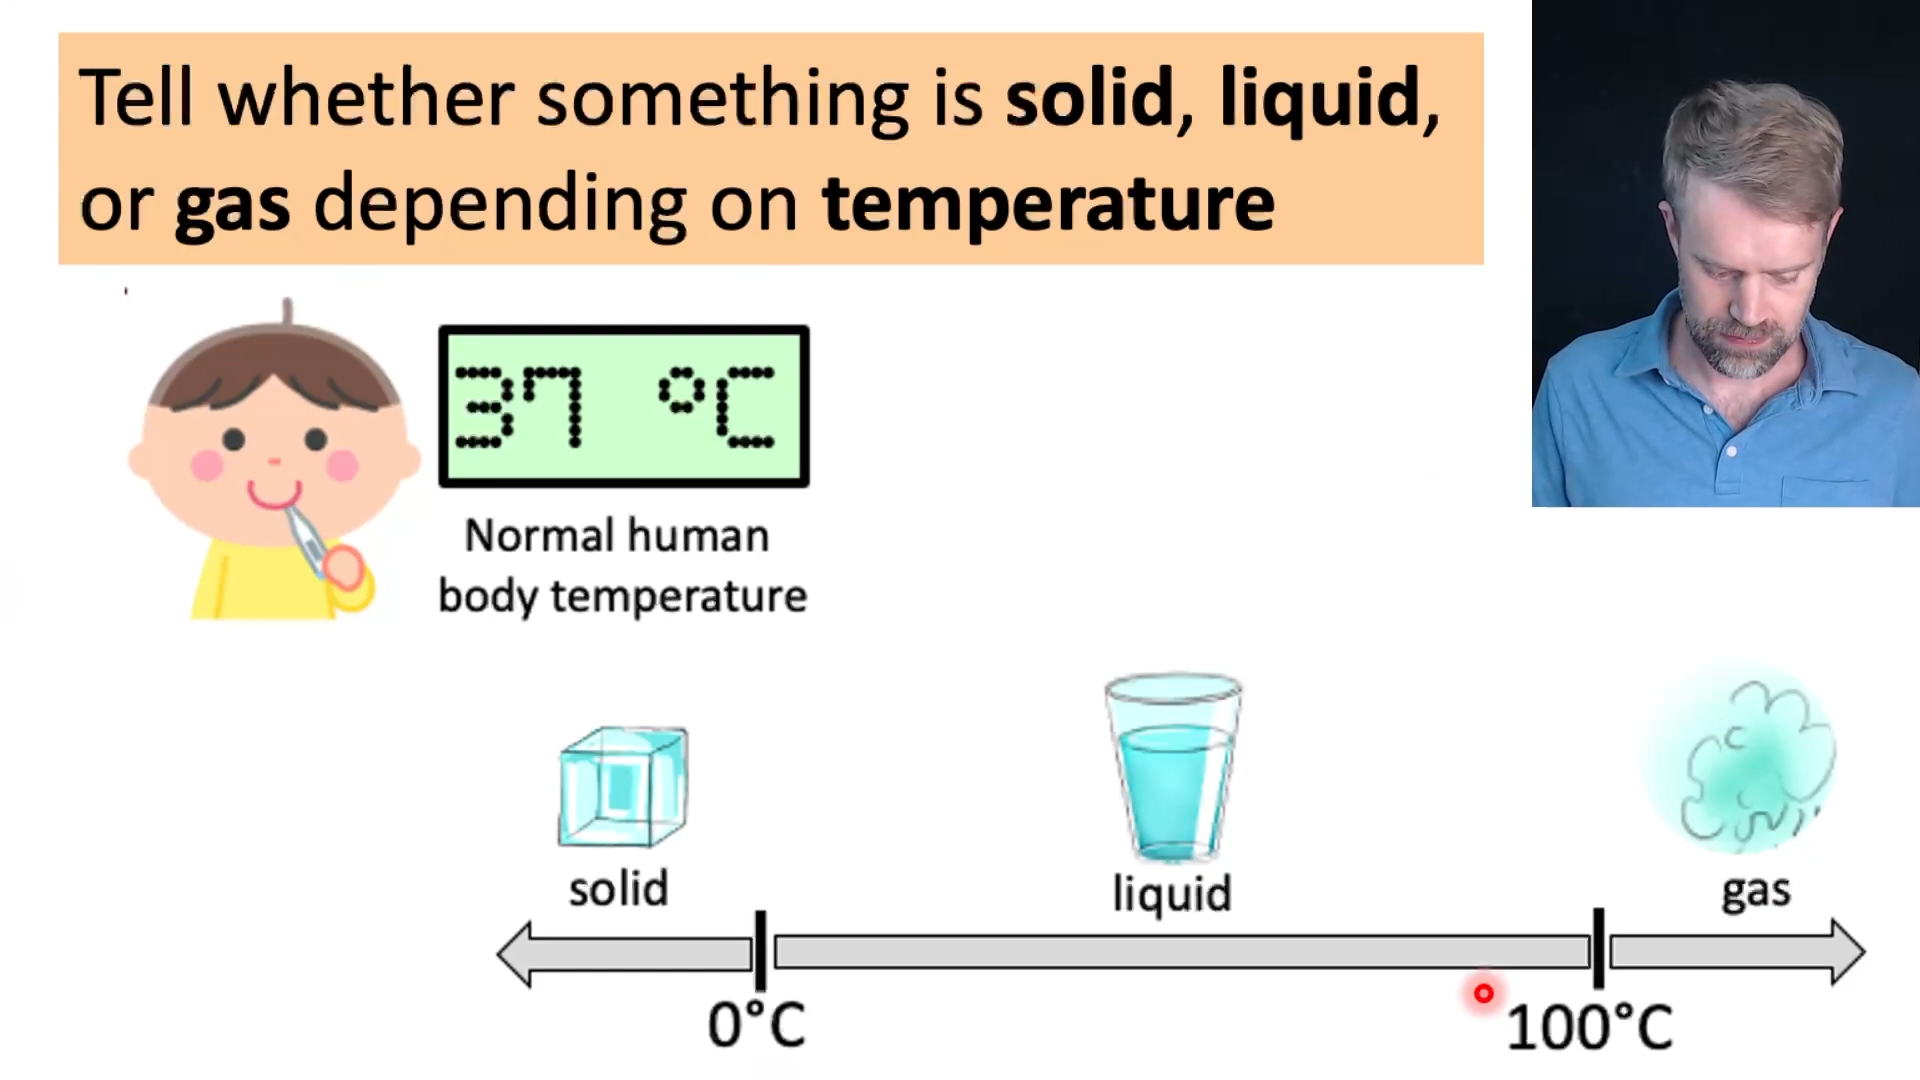 Tell whether something is solid, liquid,
or gas depending on temperature
37 °C
Normal human
body temperature
solid
liquid
gas
0°C
100°C